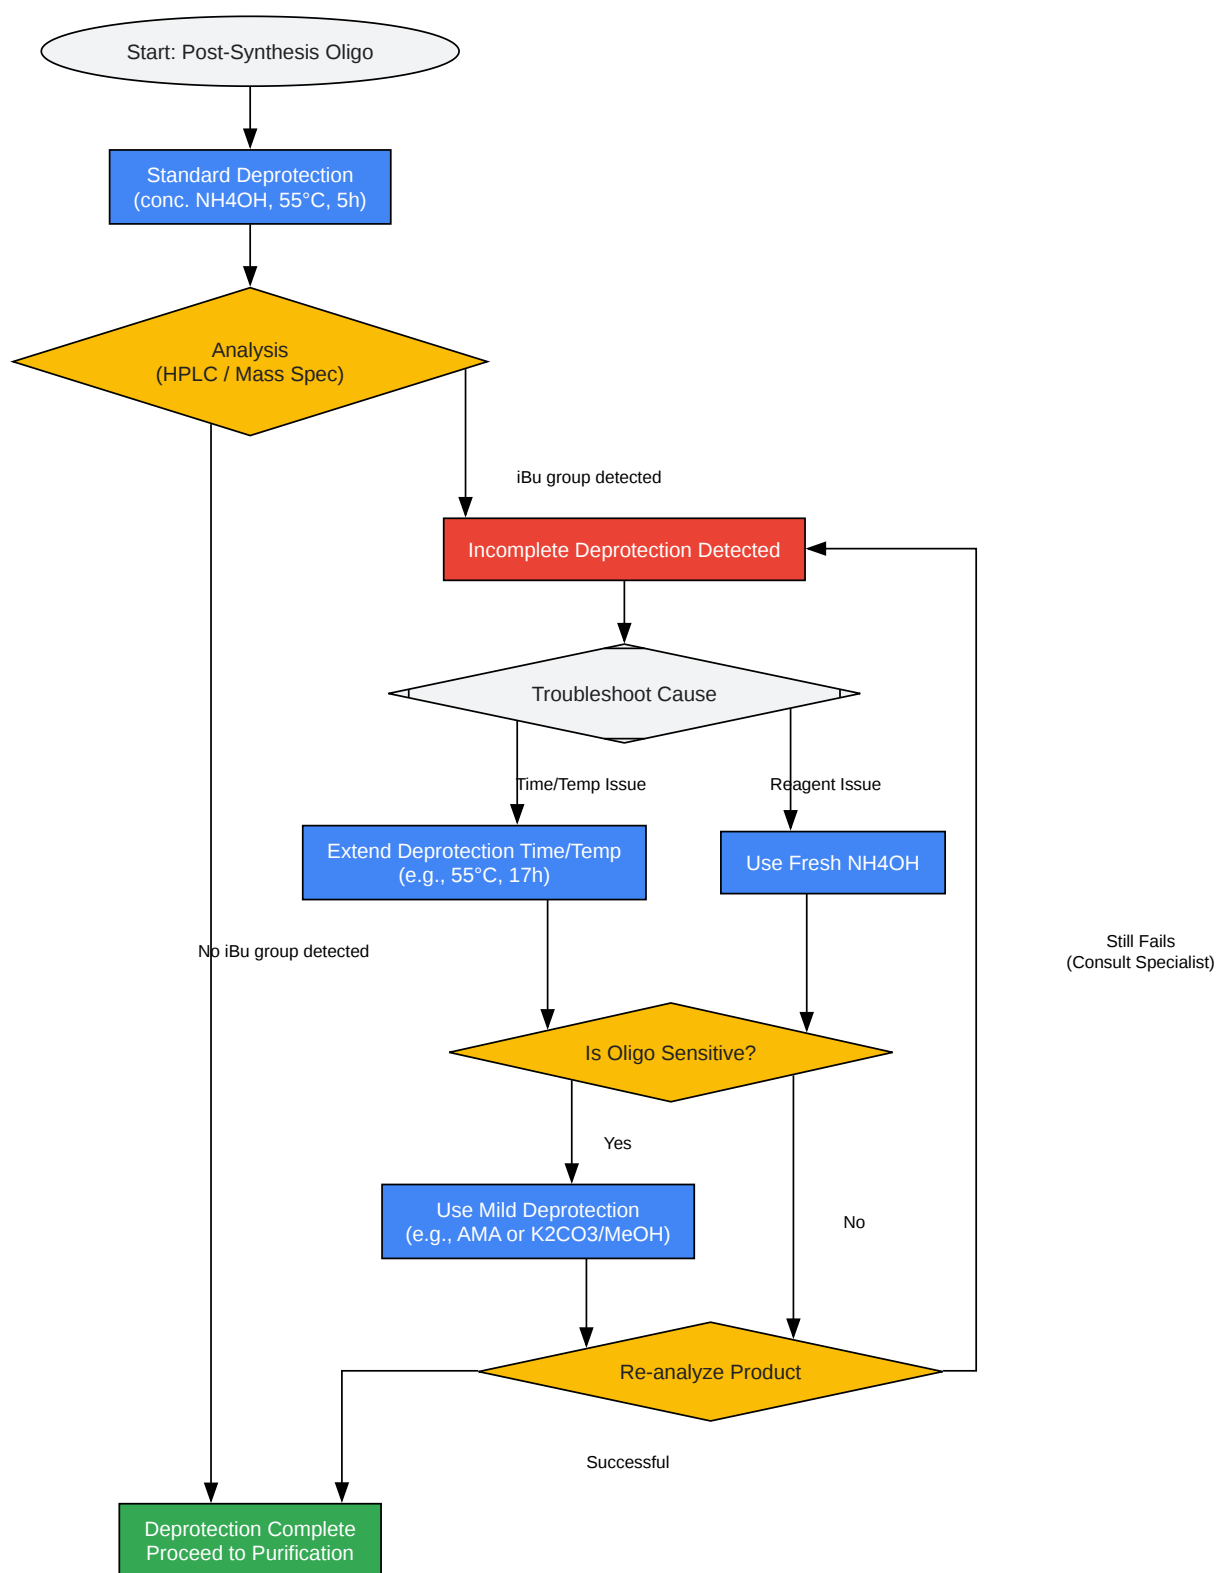 Start: Post-Synthesis Oligo
Standard Deprotection
(conc. NH4OH, 55°C, 5h)
Analysis
(HPLC / Mass Spec)
iBu group detected
Incomplete Deprotection Detected
Troubleshoot Cause
Time/Temp Issue
Reagent Issue
Extend Deprotection Time/Temp
(e.g., 55°C, 17h)
Use Fresh NH4OH
No iBu group detected
Still Fails
(Consult Specialist)
Is Oligo Sensitive?
Yes
Use Mild Deprotection
(e.g., AMA or K2CO3/MeOH)
No
Re-analyze Product
Successful
Deprotection Complete
Proceed to Purification